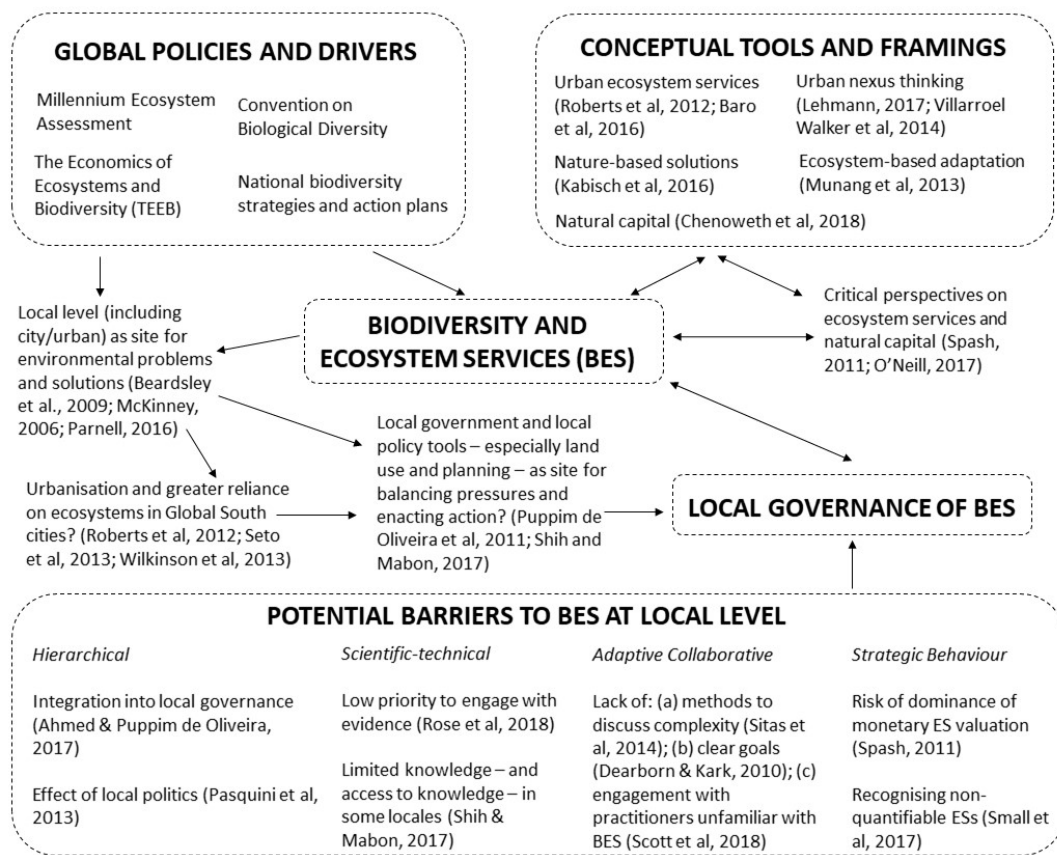 GLOBAL POLICIES AND DRIVERS
Millennium Ecosystem
Assessment
The Economics of
Ecosystems and
Biodiversity (TEEB)
Convention on
Biological Diversity
National biodiversity
strategies and action plans
CONCEPTUAL TOOLS AND FRAMINGS
Urban ecosystem services
(Roberts et al, 2012; Baro
et al, 2016)
Urban nexus thinking
(Lehmann, 2017; Villarroel
Walker et al, 2014)
Nature-based solutions
(Kabisch et al, 2016)
Ecosystem-based adaptation
(Munang et al, 2013)
Natural capital (Chenoweth et al, 2018)
Local level (including
city/urban) as site for
environmental problems
and solutions (Beardsley
et al., 2009; McKinney,
2006; Parnell, 2016)
BIODIVERSITY AND
ECOSYSTEM SERVICES (BES)
Critical perspectives on
ecosystem services and
natural capital (Spash,
2011; O’Neill, 2017)
Urbanisation and greater reliance
on ecosystems in Global South
cities? (Roberts et al, 2012; Seto
et al, 2013; Wilkinson et al, 2013)
Local government and local
policy tools – especially land
use and planning – as site for
balancing pressures and
enacting action? (Puppim de
Oliveira et al, 2011; Shih and
Mabon, 2017)
LOCAL GOVERNANCE OF BES
POTENTIAL BARRIERS TO BES AT LOCAL LEVEL
Hierarchical
Integration into local governance
(Ahmed & Puppim de Oliveira,
2017)
Effect of local politics (Pasquini et al,
2013)
Scientific-technical
Low priority to engage with
evidence (Rose et al, 2018)
Limited knowledge – and
access to knowledge – in
some locales (Shih &
Mabon, 2017)
Adaptive Collaborative
Lack of: (a) methods to
discuss complexity (Sitas et
al, 2014); (b) clear goals
(Dearborn & Kark, 2010); (c)
engagement with
practitioners unfamiliar with
BES (Scott et al, 2018)
Strategic Behaviour
Risk of dominance of
monetary ES valuation
(Spash, 2011)
Recognising non-
quantifiable ESs (Small et
al, 2017)